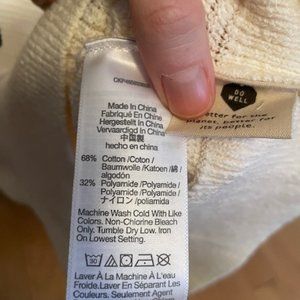 Made In China
Fabriqué En Chine
Hergestellt In China
Vervaardigd In China
中国製
hecho en china
68% Cotton /Coton /
Baumwolle /Katoen /綿 /
algodón
32% Polyamide /Polyamide /
Polyamid /Polyamide /
ナイロン /poliamida
Machine Wash Cold With Like
Colors. Non-Chlorine Bleach
Only. Tumble Dry Low. Iron
On Lowest Setting.
30
Laver À La Machine À L'eau
Froide. Laver En Séparant Les
Couleurs. Seulement Agent
DO
WELL
better for the
planet, better for
its people.